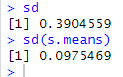 > sd
[1] 0.3904559
> sd(s.means)
[1] 0.0975469
>